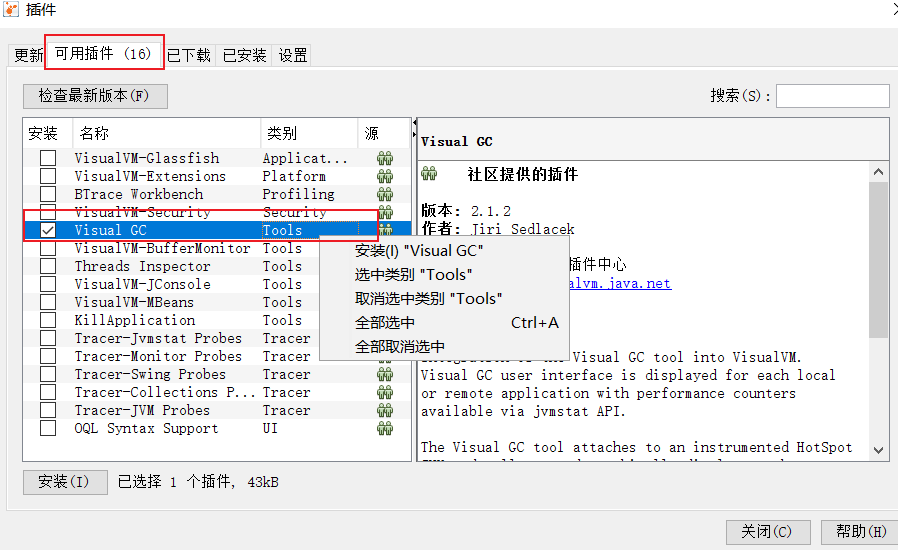 插件
更新 可用插件 (16) 已下载 已安装 设置
检查最新版本(F) 搜索(S):
安装 名称 类别 源
VisualVM-Glassfish Applicat...
VisualVM-Extensions Platform
BTrace Workbench Profiling
VisualVM-Security Security
Visual GC Tools
VisualVM-BufferMonitor Tools
Threads Inspector Tools
VisualVM-JConsole Tools
VisualVM-MBeans Tools
KillApplication Tools
Tracer-Jvmstat Probes Tracer
Tracer-Monitor Probes Tracer
Tracer-Swing Probes Tracer
Tracer-Collections P... Tracer
Tracer-JVM Probes Tracer
OQL Syntax Support UI
Visual GC
社区提供的插件
版本: 2.1.2
作者: Jiri Sedlacek
插件中心
alvm.java.net
安装(I) "Visual GC"
选中类别 "Tools"
取消选中类别 "Tools"
全部选中 Ctrl+A
全部取消选中
Visual GC tool into VisualVM.
Visual GC user interface is displayed for each local
or remote application with performance counters
available via jvmstat API.
The Visual GC tool attaches to an instrumented HotSpot
安装(I) 已选择 1 个插件, 43kB
关闭(C) 帮助(H)